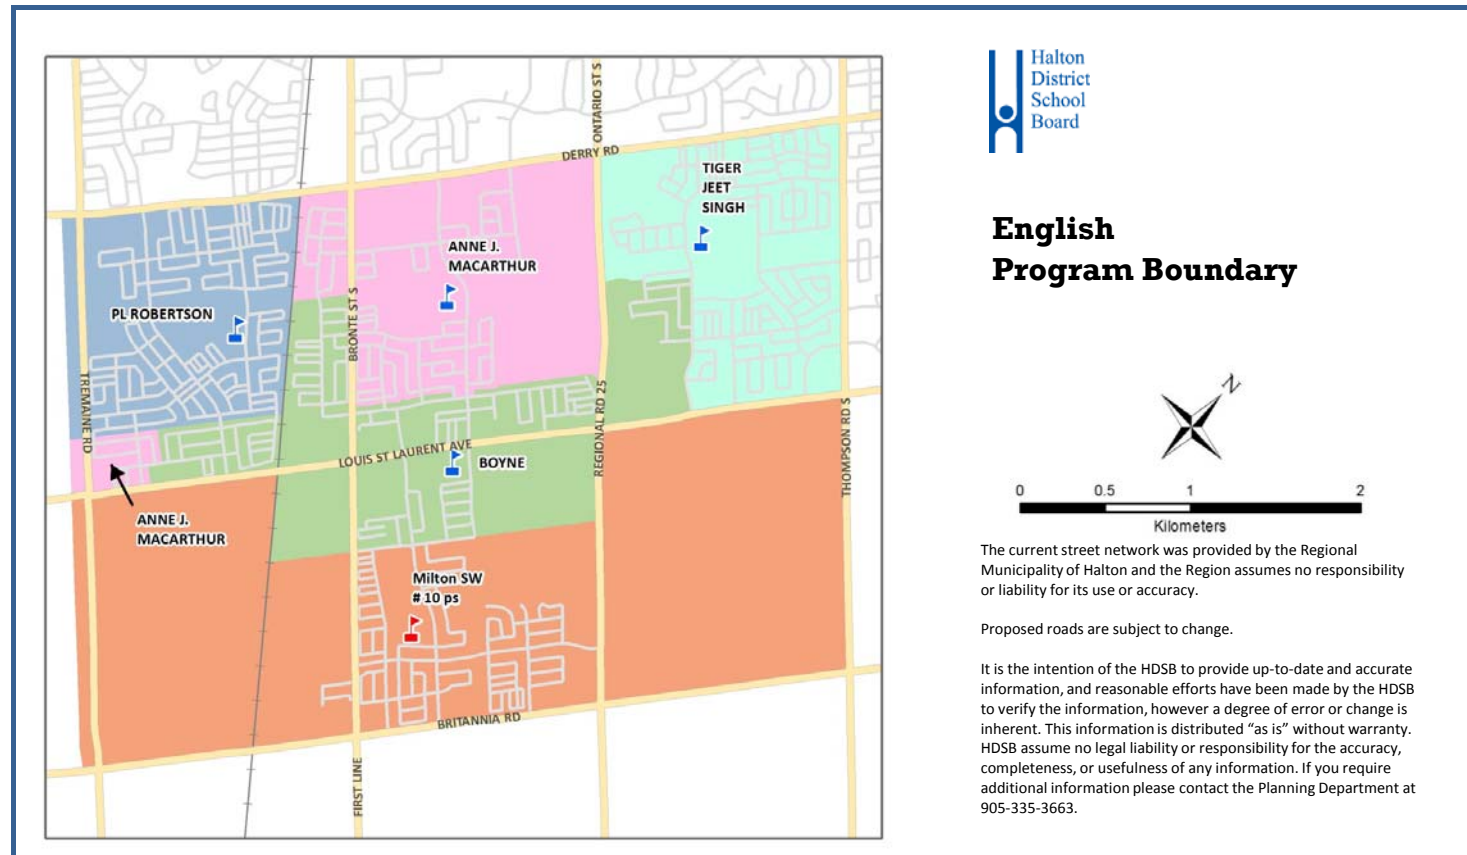 Halton
District
School
Board
English
Program Boundary
ONTARIO ST S
DERRY RD
TIGER
JEET
SINGH
ANNE J.
MACARTHUR
PL ROBERTSON
BRONTE ST S
TREMAINE RD
REGIONAL RD 25
THOMPSON RD S
LOUIS ST LAURENT AVE
BOYNE
ANNE J.
MACARTHUR
Milton SW
# 10 ps
BRITANNIA RD
FIRST LINE
N
0 0.5 1 2
Kilometers
The current street network was provided by the Regional
Municipality of Halton and the Region assumes no responsibility
or liability for its use or accuracy.
Proposed roads are subject to change.
It is the intention of the HDSB to provide up-to-date and accurate
information, and reasonable efforts have been made by the HDSB
to verify the information, however a degree of error or change is
inherent. This information is distributed “as is” without warranty.
HDSB assume no legal liability or responsibility for the accuracy,
completeness, or usefulness of any information. If you require
additional information please contact the Planning Department at
905-335-3663.